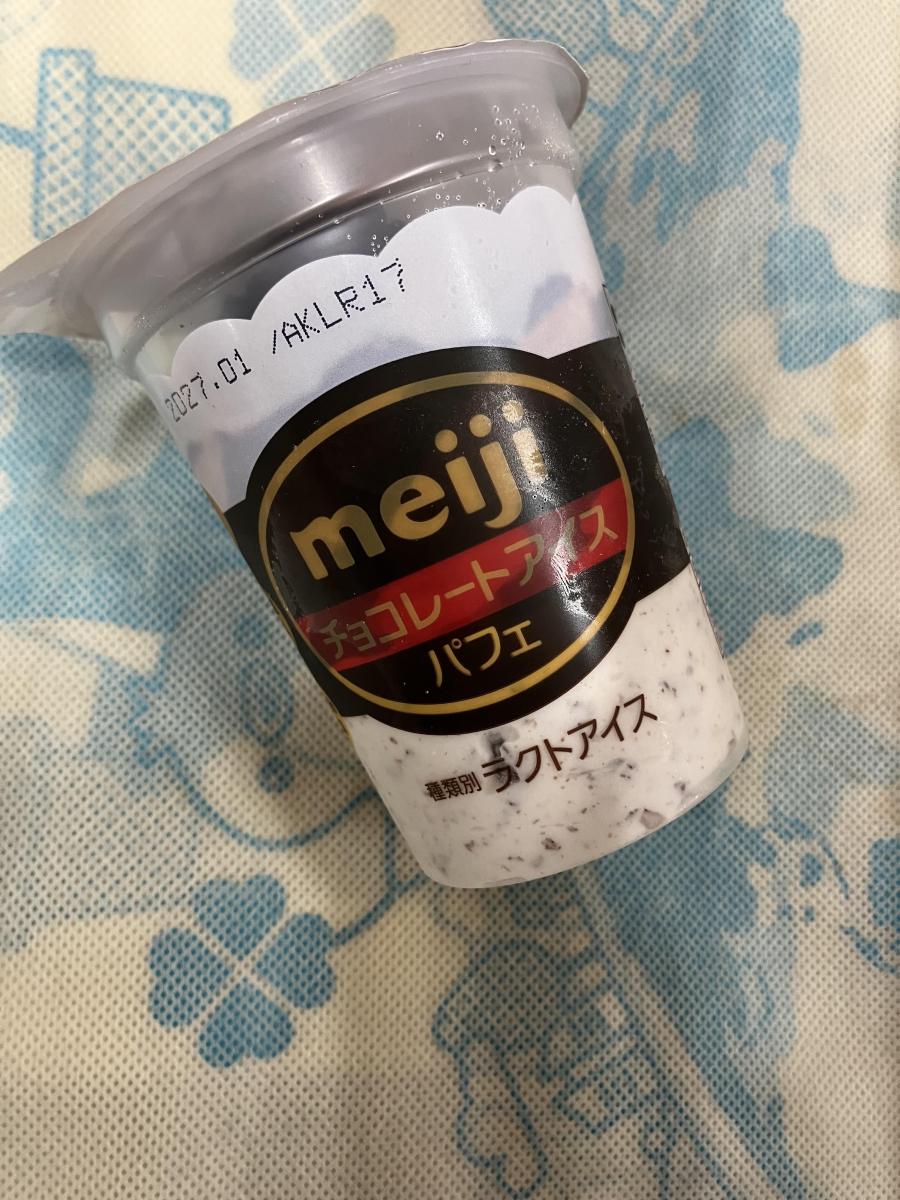 2027.01 /AKLR17
meiji
チョコレートアイス
パフェ
種類別 ラクトアイス